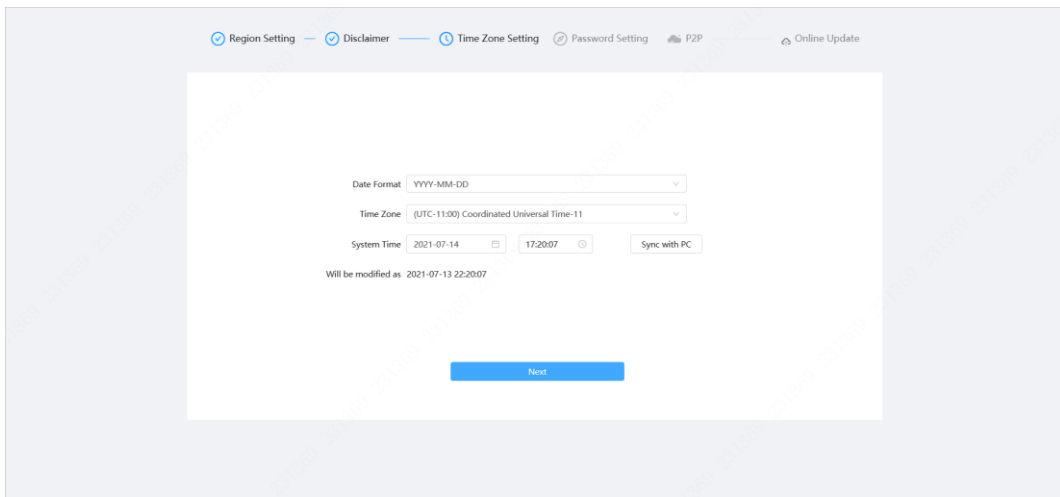 Region Setting Disclaimer Time Zone Setting Password Setting P2P Online Update
Date Format YYYY-MM-DD
Time Zone (UTC-11:00) Coordinated Universal Time-11
System Time 2021-07-14 17:20:07 Sync with PC
Will be modified as 2021-07-13 22:20:07
Next